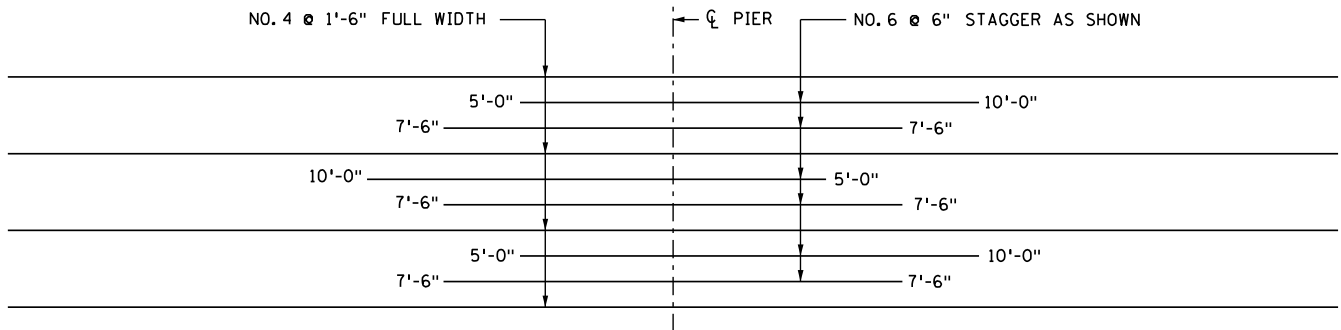 NO. 4 @ 1'-6" FULL WIDTH
℄ PIER
NO. 6 @ 6" STAGGER AS SHOWN
5'-0" 10'-0"
7'-6" 7'-6"
10'-0" 5'-0"
7'-6" 7'-6"
5'-0" 10'-0"
7'-6" 7'-6"